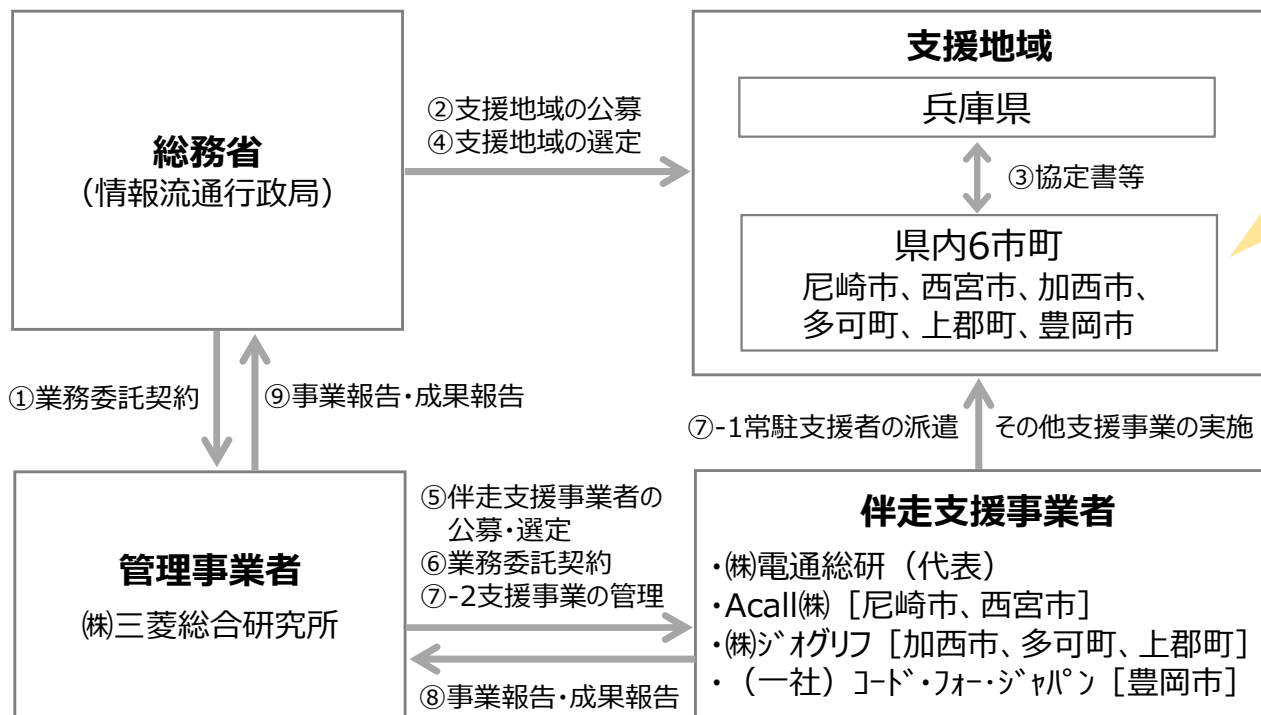 総務省
（情報流通行政局）
②支援地域の公募
④支援地域の選定
支援地域
兵庫県
③協定書等
県内6市町
尼崎市、西宮市、加西市、
多可町、上郡町、豊岡市
①業務委託契約
⑨事業報告・成果報告
⑦-1常駐支援者の派遣
その他支援事業の実施
管理事業者
㈱三菱総合研究所
⑤伴走支援事業者の
公募・選定
⑥業務委託契約
⑦-2支援事業の管理
⑧事業報告・成果報告
伴走支援事業者
・㈱電通総研（代表）
・Acall㈱［尼崎市、西宮市］
・㈱ｼﾞｵｸﾞﾘﾌ［加西市、多可町、上郡町］
・（一社）ｺｰﾄﾞ・ﾌｫｰ・ｼﾞｬﾊﾟﾝ［豊岡市］